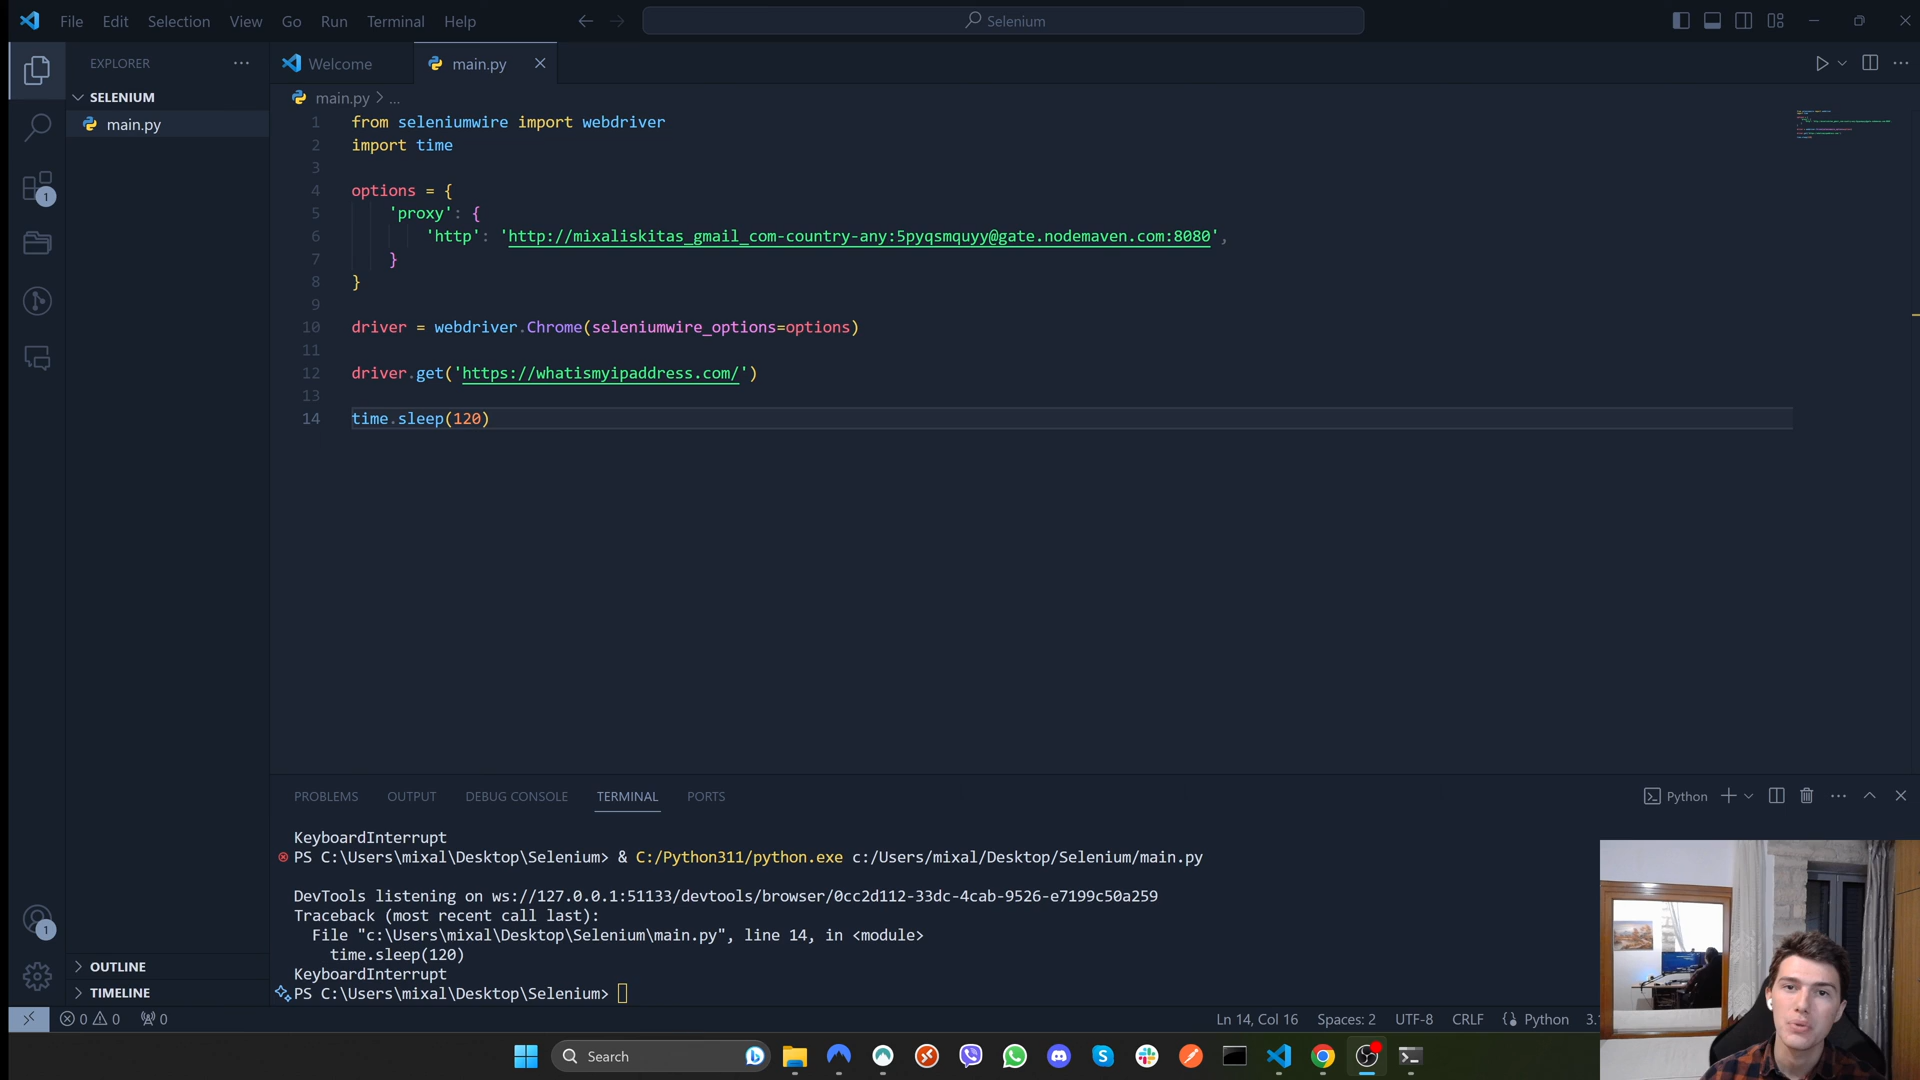 File Edit Selection View Go Run Terminal Help
Selenium
EXPLORER
SELENIUM
main.py
OUTLINE
TIMELINE
1
1
Welcome
main.py
main.py > ...
1 from seleniumwire import webdriver
2 import time
3
4 options = {
5 'proxy': {
6 'http': 'http://mixaliskitas_gmail_com-country-any:5pyqsmquyy@gate.nodemaven.com:8080',
7 }
8 }
9
10 driver = webdriver.Chrome(seleniumwire_options=options)
11
12 driver.get('https://whatismyipaddress.com/')
13
14 time.sleep(120)
PROBLEMS OUTPUT DEBUG CONSOLE TERMINAL PORTS
Python
KeyboardInterrupt
PS C:\Users\mixal\Desktop\Selenium> & C:/Python311/python.exe c:/Users/mixal/Desktop/Selenium/main.py
DevTools listening on ws://127.0.0.1:51133/devtools/browser/0cc2d112-33dc-4cab-9526-e7199c50a259
Traceback (most recent call last):
File "c:\Users\mixal\Desktop\Selenium\main.py", line 14, in <module>
time.sleep(120)
KeyboardInterrupt
PS C:\Users\mixal\Desktop\Selenium>
0 0 0
Ln 14, Col 16 Spaces: 2 UTF-8 CRLF Python 3.
Search